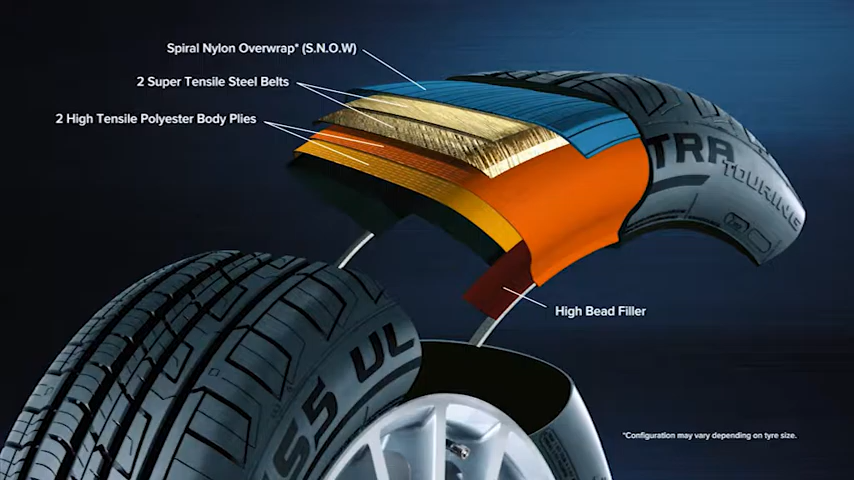 Spiral Nylon Overwrap* (S.N.O.W)
2 Super Tensile Steel Belts
2 High Tensile Polyester Body Plies
TRA
TOURING
High Bead Filler
55 UL
*Configuration may vary depending on tyre size.